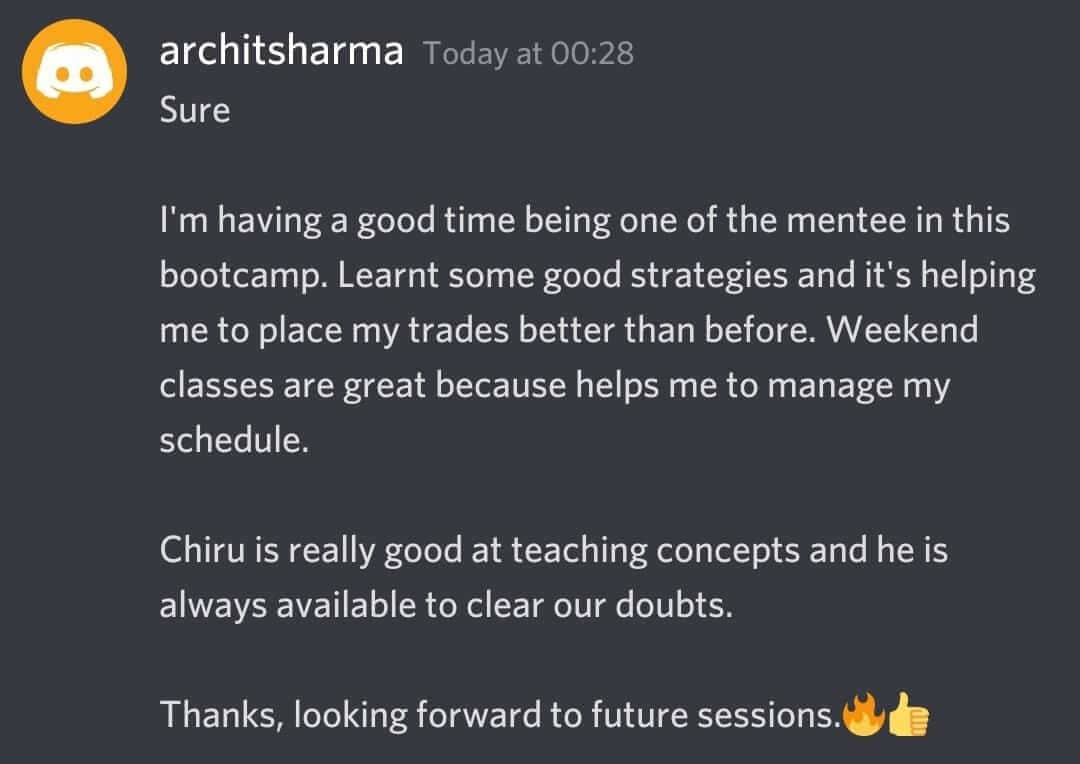 architsharma Today at 00:28
Sure
I'm having a good time being one of the mentee in this
bootcamp. Learnt some good strategies and it's helping
me to place my trades better than before. Weekend
classes are great because helps me to manage my
schedule.
Chiru is really good at teaching concepts and he is
always available to clear our doubts.
Thanks, looking forward to future sessions.🔥👍